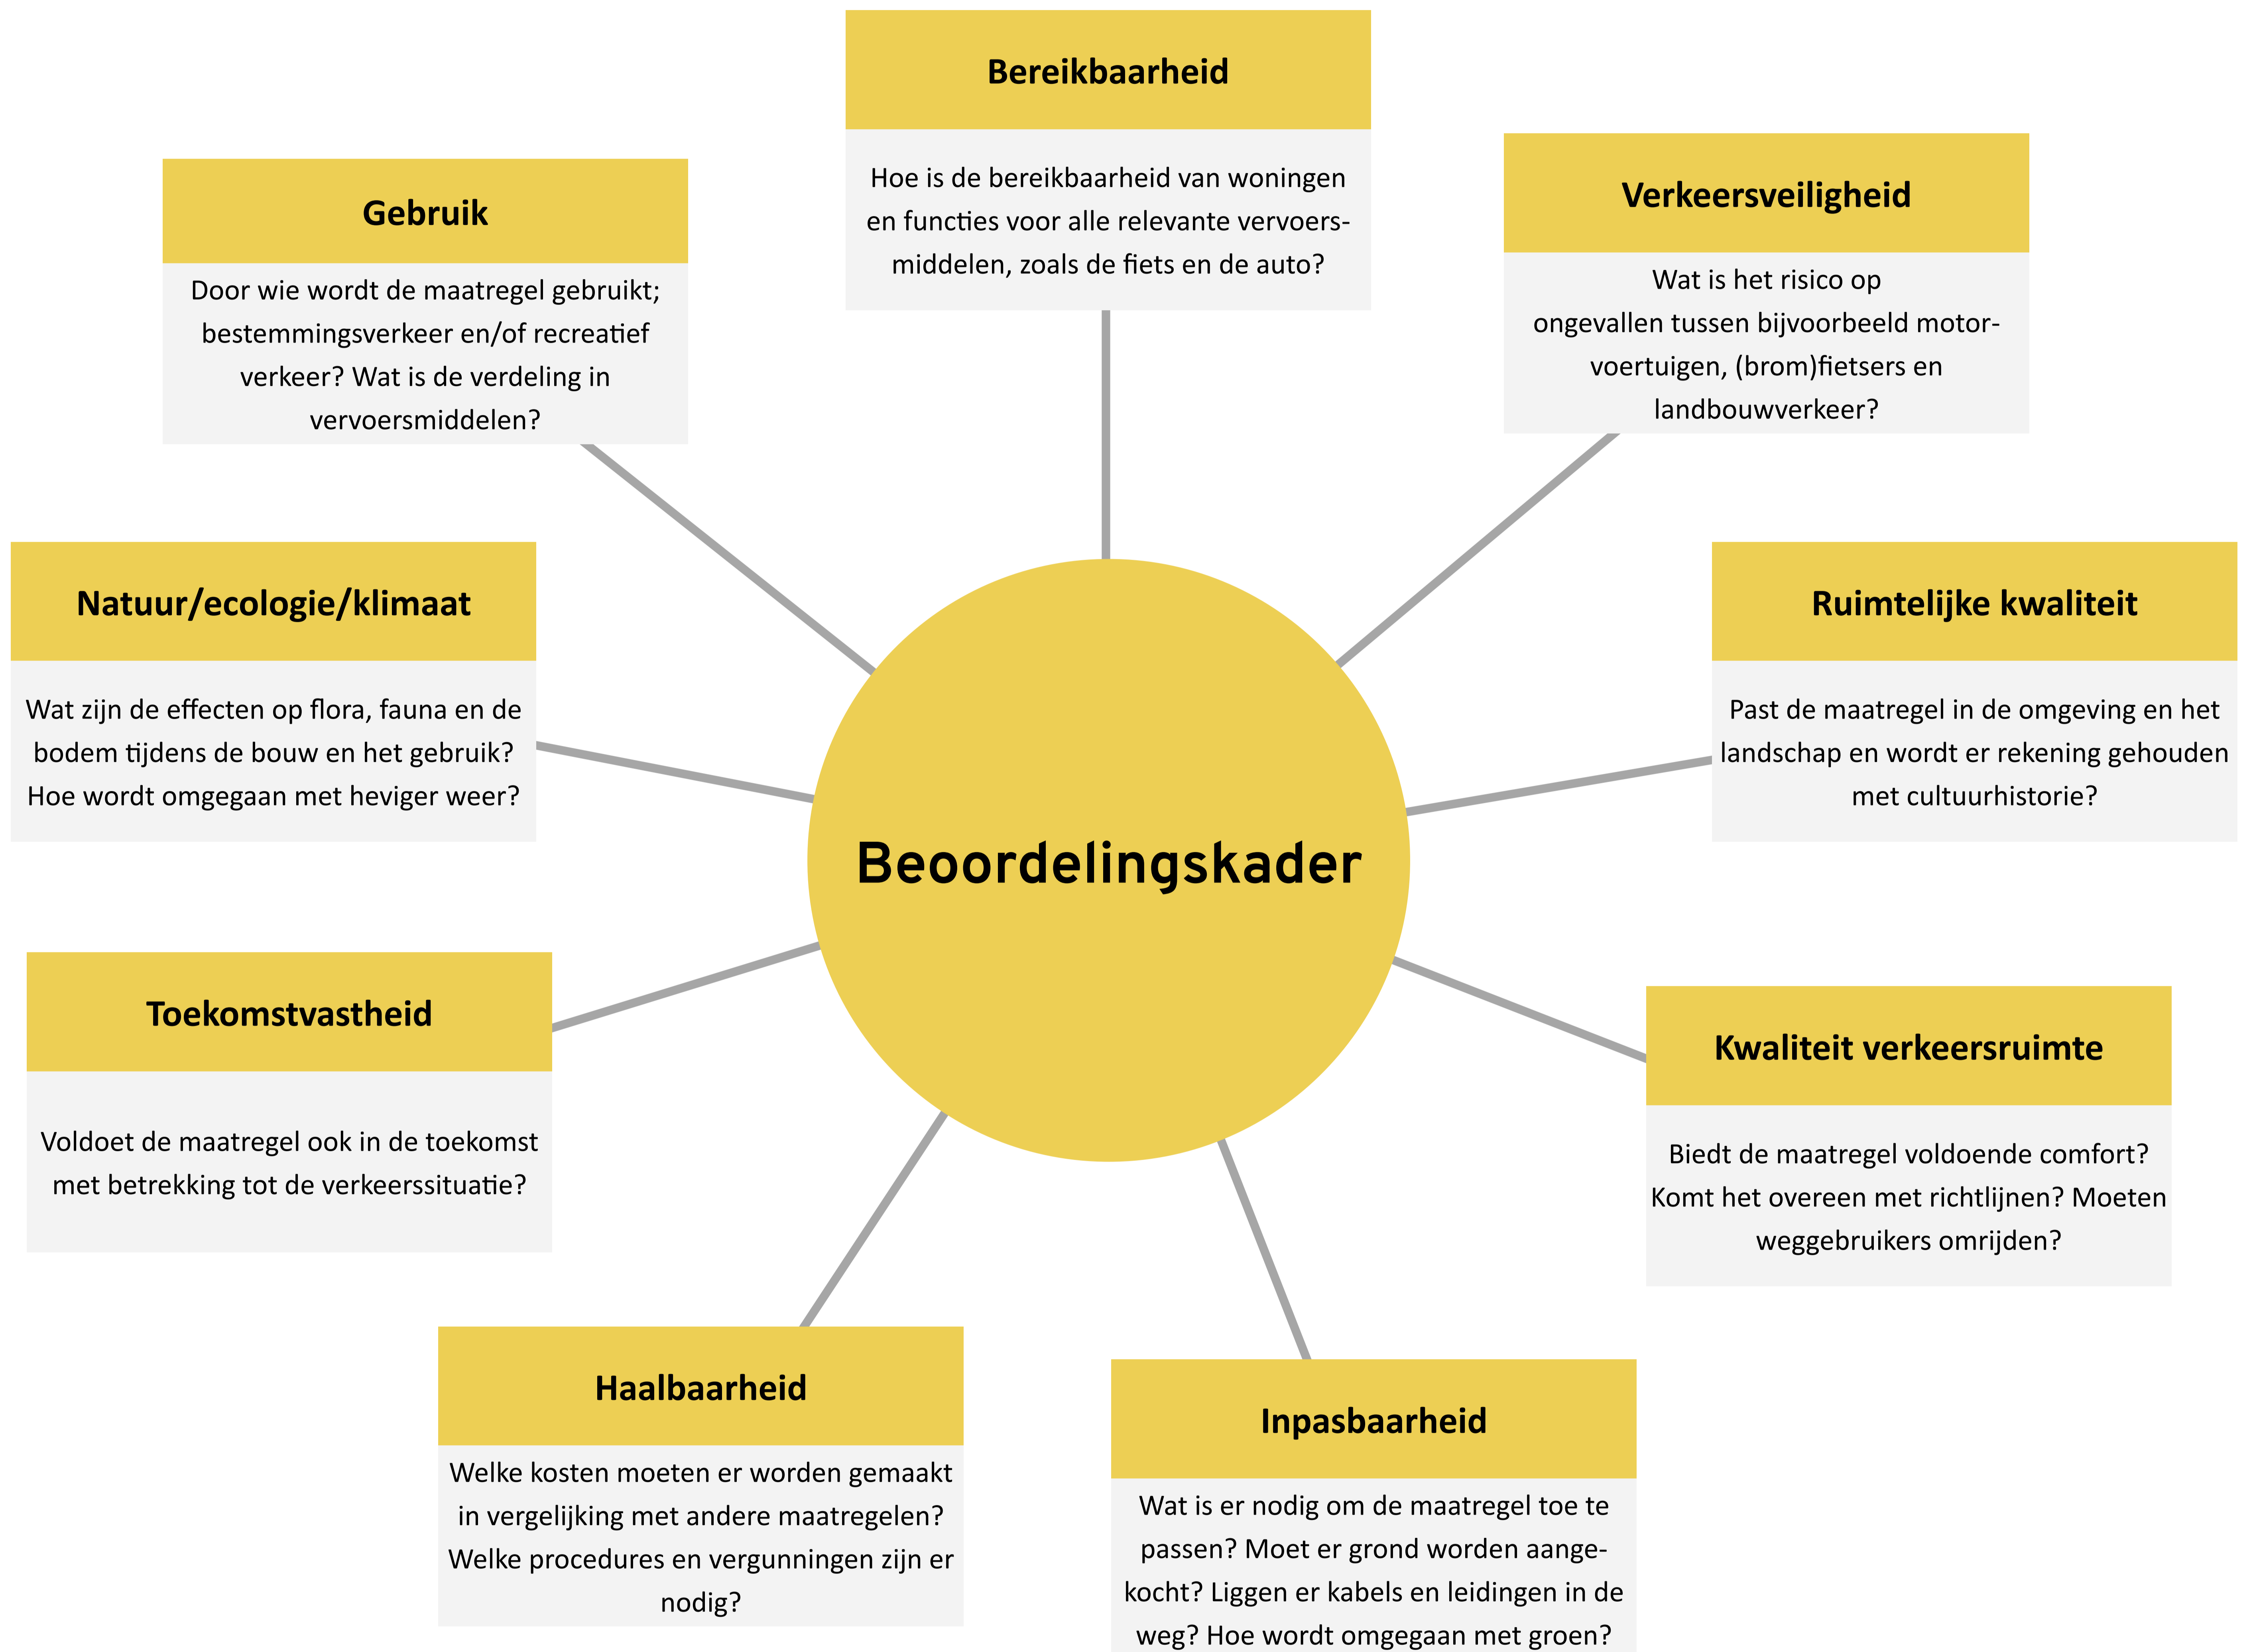 Bereikbaarheid
Hoe is de bereikbaarheid van woningen
en functies voor alle relevante vervoers-
middelen, zoals de fiets en de auto?
Verkeersveiligheid
Wat is het risico op
ongevallen tussen bijvoorbeeld motor-
voertuigen, (brom)fietsers en
landbouwverkeer?
Gebruik
Door wie wordt de maatregel gebruikt;
bestemmingsverkeer en/of recreatief
verkeer? Wat is de verdeling in
vervoersmiddelen?
Natuur/ecologie/klimaat
Wat zijn de effecten op flora, fauna en de
bodem tijdens de bouw en het gebruik?
Hoe wordt omgegaan met heviger weer?
Ruimtelijke kwaliteit
Past de maatregel in de omgeving en het
landschap en wordt er rekening gehouden
met cultuurhistorie?
Beoordelingskader
Toekomstvastheid
Voldoet de maatregel ook in de toekomst
met betrekking tot de verkeerssituatie?
Kwaliteit verkeersruimte
Biedt de maatregel voldoende comfort?
Komt het overeen met richtlijnen? Moeten
weggebruikers omrijden?
Haalbaarheid
Welke kosten moeten er worden gemaakt
in vergelijking met andere maatregelen?
Welke procedures en vergunningen zijn er
nodig?
Inpasbaarheid
Wat is er nodig om de maatregel toe te
passen? Moet er grond worden aange-
kocht? Liggen er kabels en leidingen in de
weg? Hoe wordt omgegaan met groen?